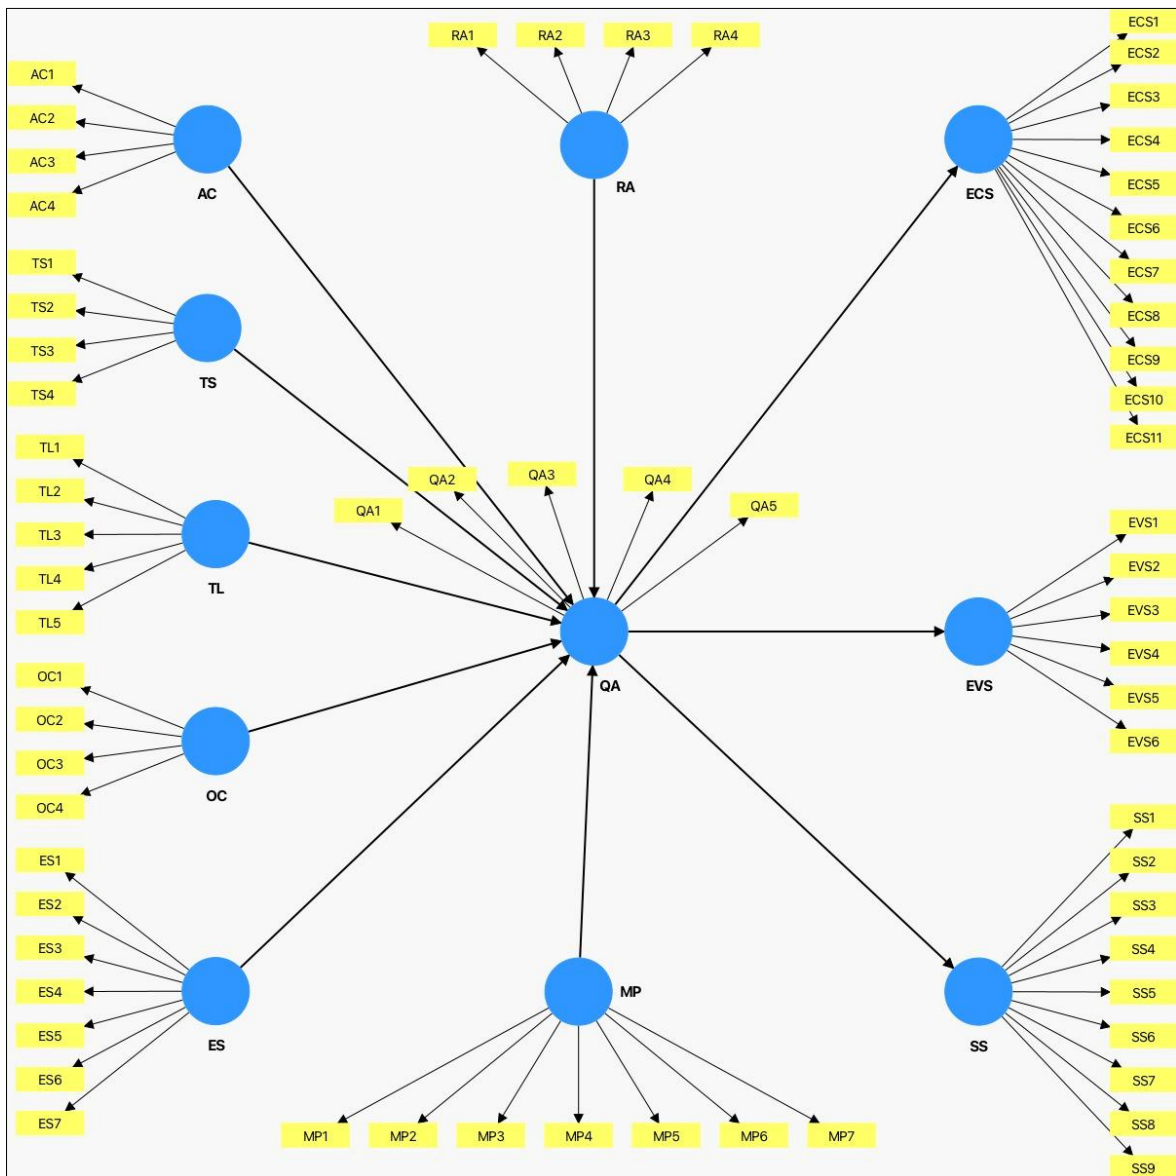 RA1
RA2
RA3
RA4
RA
AC1
AC2
AC3
AC4
AC
TS1
TS2
TS3
TS4
TS
TL1
TL2
TL3
TL4
TL5
TL
OC1
OC2
OC3
OC4
OC
ES1
ES2
ES3
ES4
ES5
ES6
ES7
ES
QA1
QA2
QA3
QA4
QA5
QA
MP
MP1
MP2
MP3
MP4
MP5
MP6
MP7
ECS
ECS1
ECS2
ECS3
ECS4
ECS5
ECS6
ECS7
ECS8
ECS9
ECS10
ECS11
EVS
EVS1
EVS2
EVS3
EVS4
EVS5
EVS6
SS
SS1
SS2
SS3
SS4
SS5
SS6
SS7
SS8
SS9